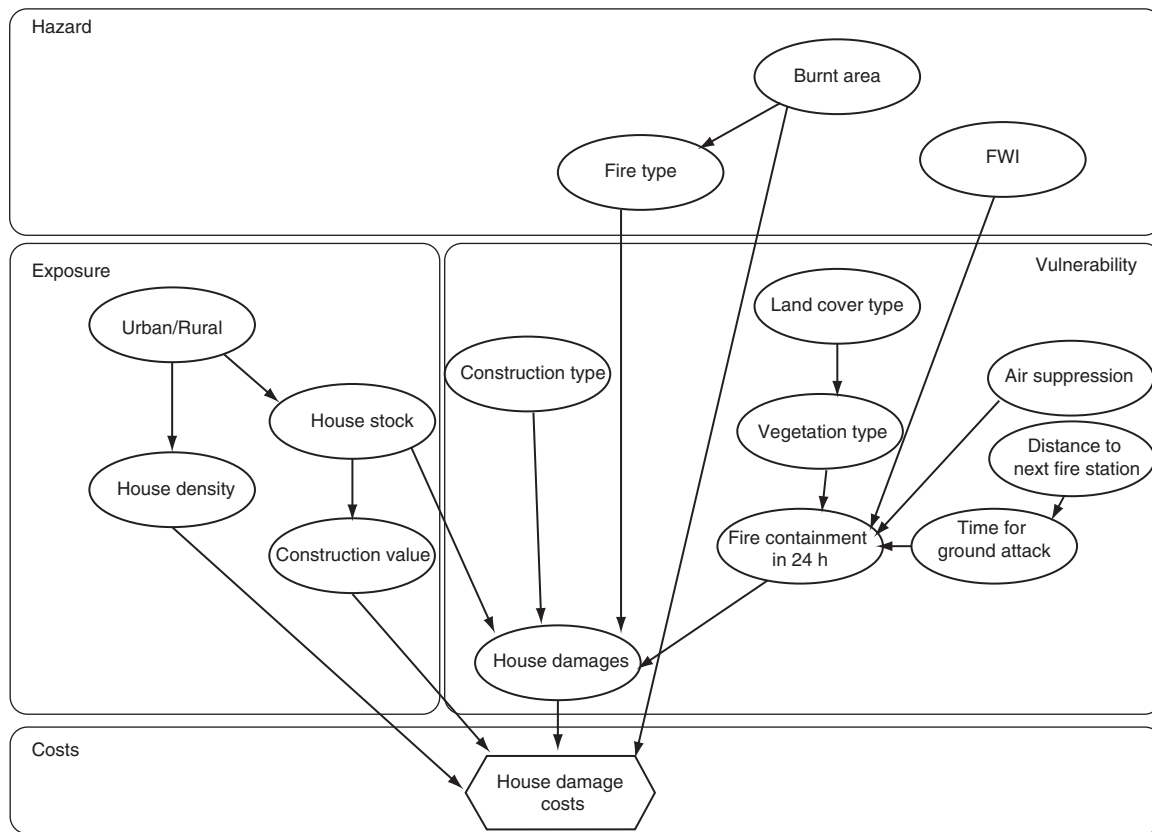 Hazard
Burnt area
FWI
Fire type
Exposure
Vulnerability
Urban/Rural
Land cover type
Construction type
Air suppression
House stock
Vegetation type
Distance to
next fire station
House density
Time for
ground attack
Construction value
Fire containment
in 24 h
House damages
Costs
House damage
costs